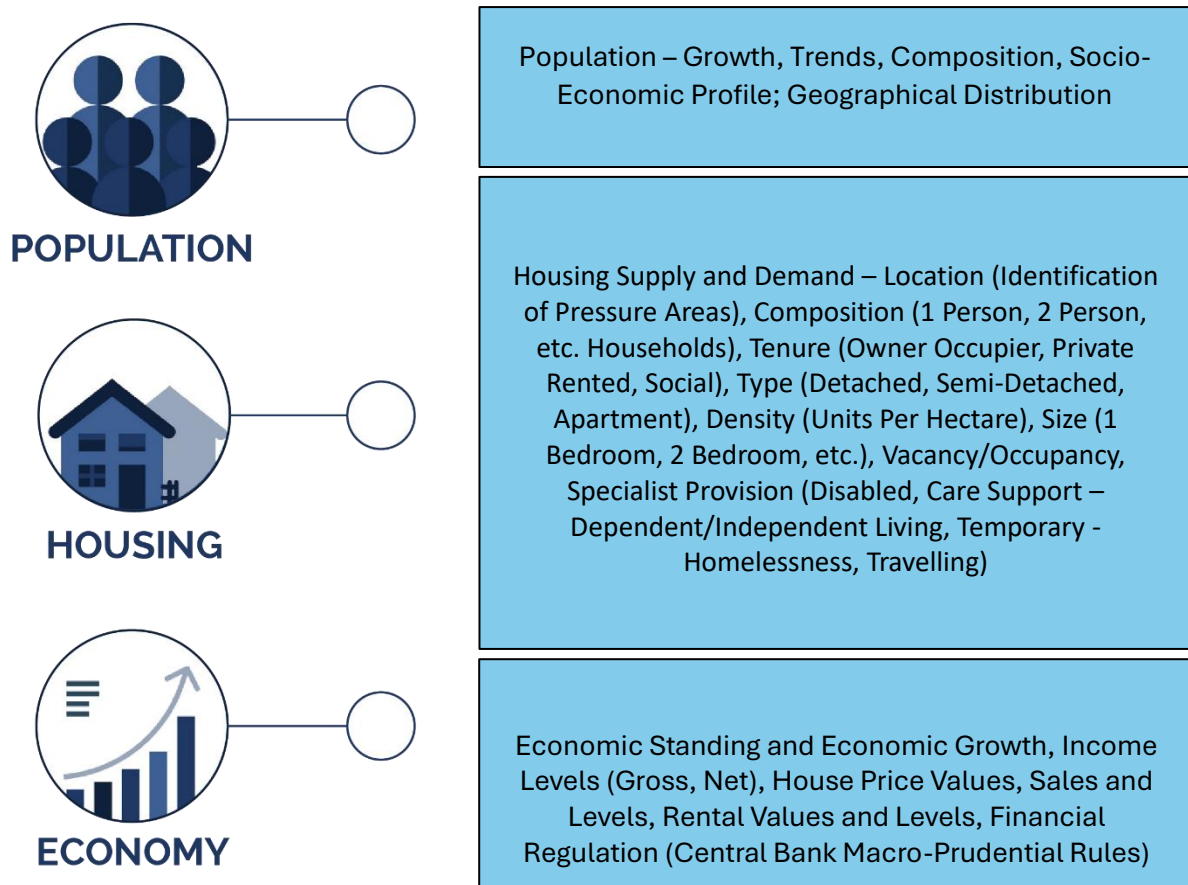 POPULATION
Population – Growth, Trends, Composition, Socio-
Economic Profile; Geographical Distribution
HOUSING
Housing Supply and Demand – Location (Identification
of Pressure Areas), Composition (1 Person, 2 Person,
etc. Households), Tenure (Owner Occupier, Private
Rented, Social), Type (Detached, Semi-Detached,
Apartment), Density (Units Per Hectare), Size (1
Bedroom, 2 Bedroom, etc.), Vacancy/Occupancy,
Specialist Provision (Disabled, Care Support –
Dependent/Independent Living, Temporary -
Homelessness, Travelling)
ECONOMY
Economic Standing and Economic Growth, Income
Levels (Gross, Net), House Price Values, Sales and
Levels, Rental Values and Levels, Financial
Regulation (Central Bank Macro-Prudential Rules)